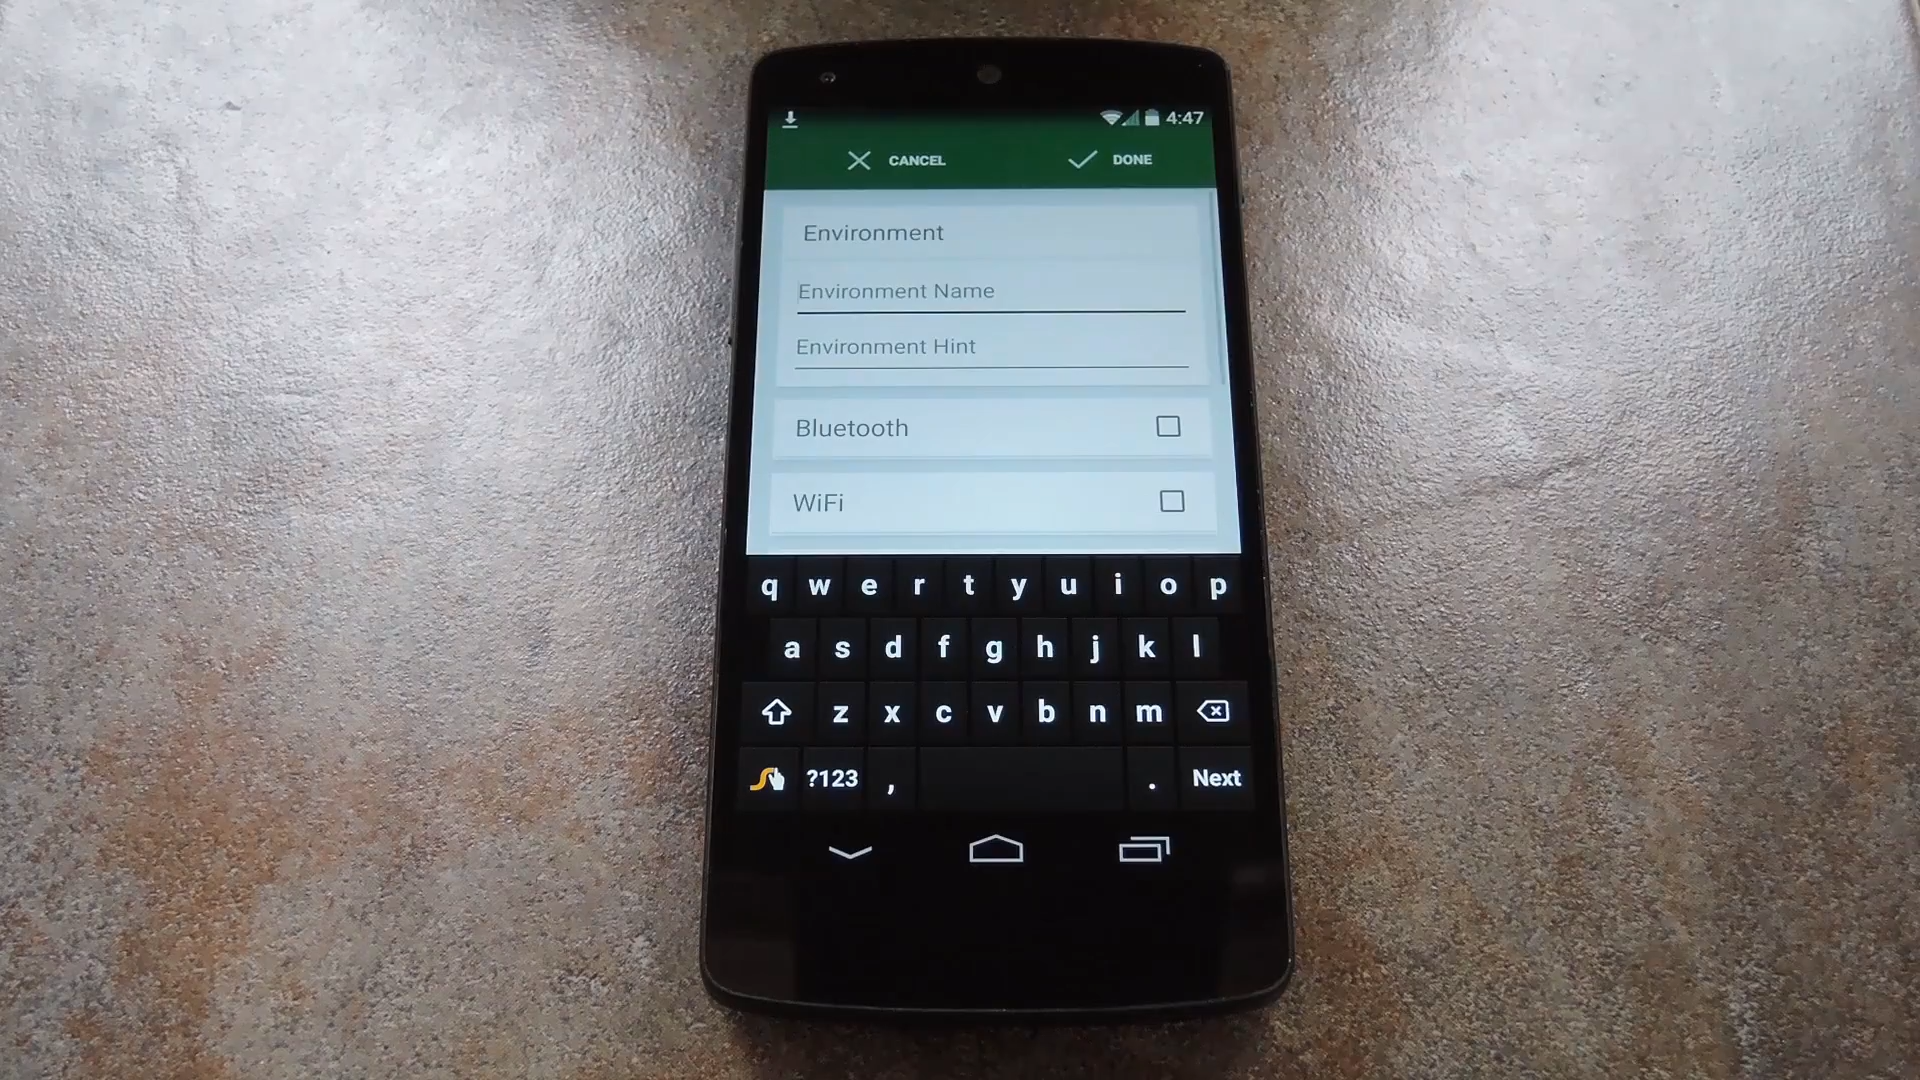 4:47
CANCEL DONE
Environment
Environment Name
Environment Hint
Bluetooth
WiFi
q w e r t y u i o p
a s d f g h j k l
z x c v b n m
?123 , . Next